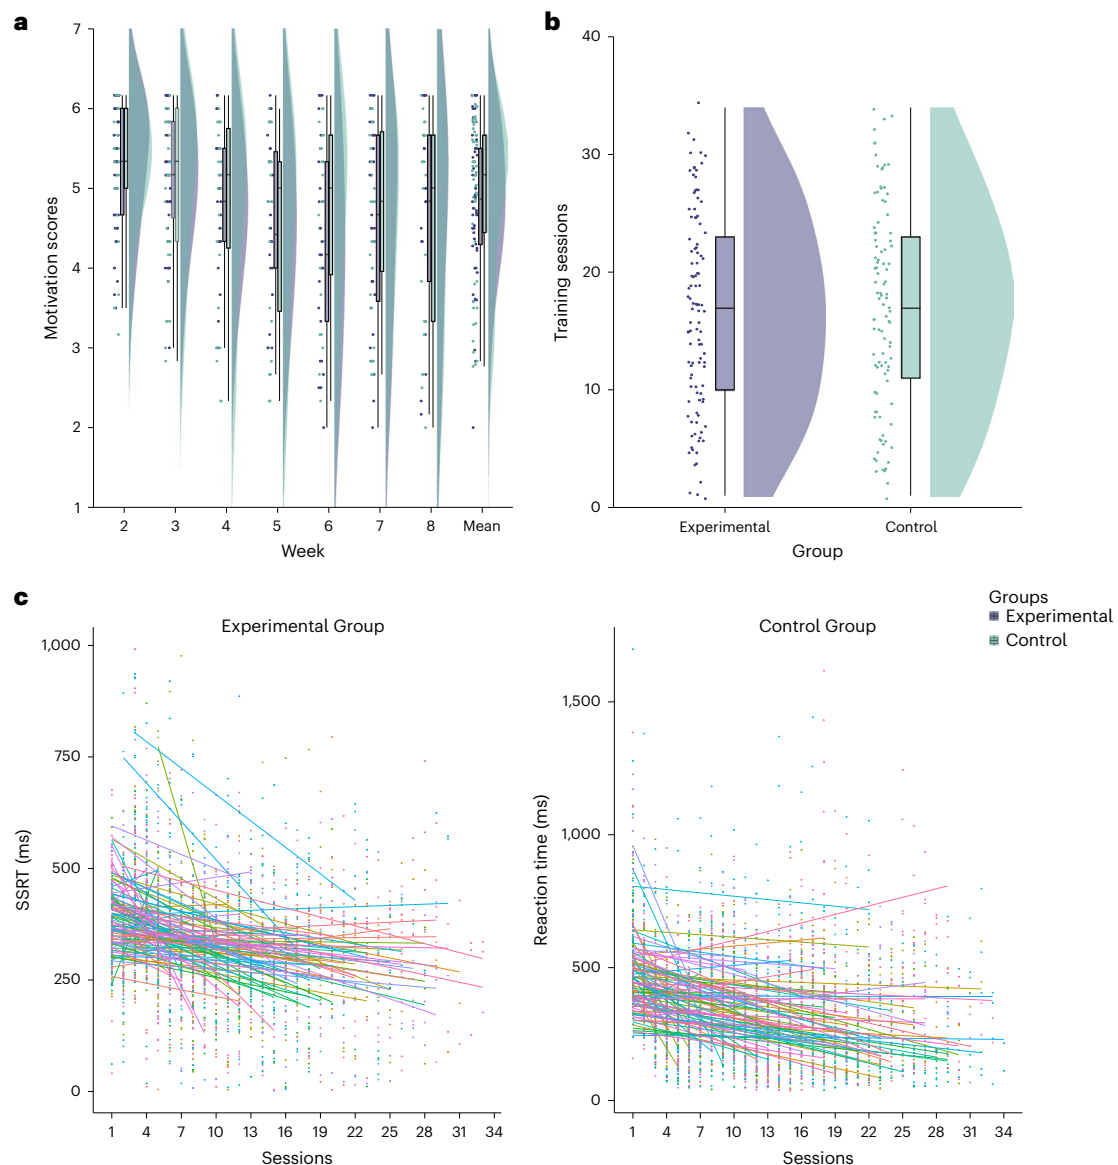 a
Motivation scores
7
6
5
4
3
2
1
2 3 4 5 6 7 8 Mean
Week
b
Training sessions
40
30
20
10
0
Experimental Control
Group
c
Groups
Experimental
Control
Experimental Group
SSRT (ms)
1,000
750
500
250
0
1 4 7 10 13 16 19 22 25 28 31 34
Sessions
Control Group
Reaction time (ms)
1,500
1,000
500
0
1 4 7 10 13 16 19 22 25 28 31 34
Sessions